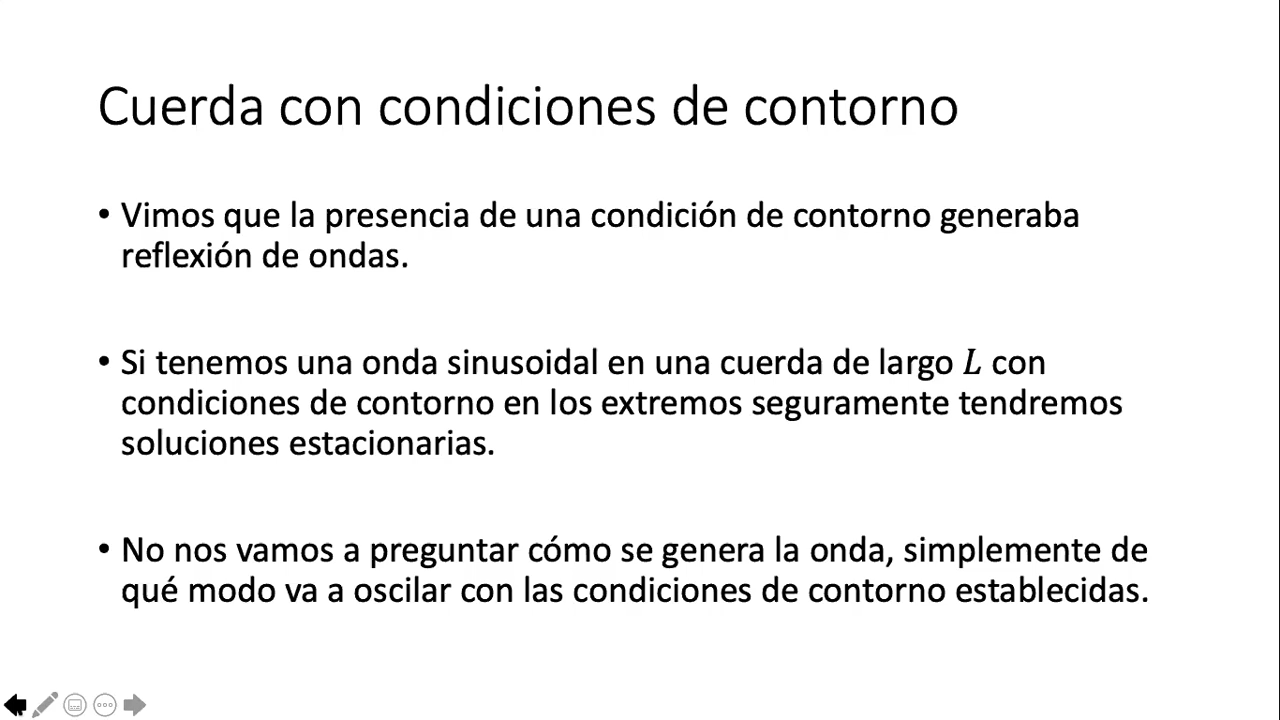 Cuerda con condiciones de contorno
• Vimos que la presencia de una condición de contorno generaba
reflexión de ondas.
• Si tenemos una onda sinusoidal en una cuerda de largo L con
condiciones de contorno en los extremos seguramente tendremos
soluciones estacionarias.
• No nos vamos a preguntar cómo se genera la onda, simplemente de
qué modo va a oscilar con las condiciones de contorno establecidas.